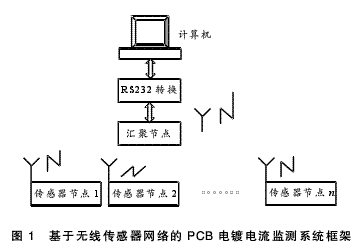 计算机
RS232 转换
汇聚节点
传感器节点1 传感器节点2 ········ 传感器节点n
图 1 基于无线传感器网络的 PCB 电镀电流监测系统框架